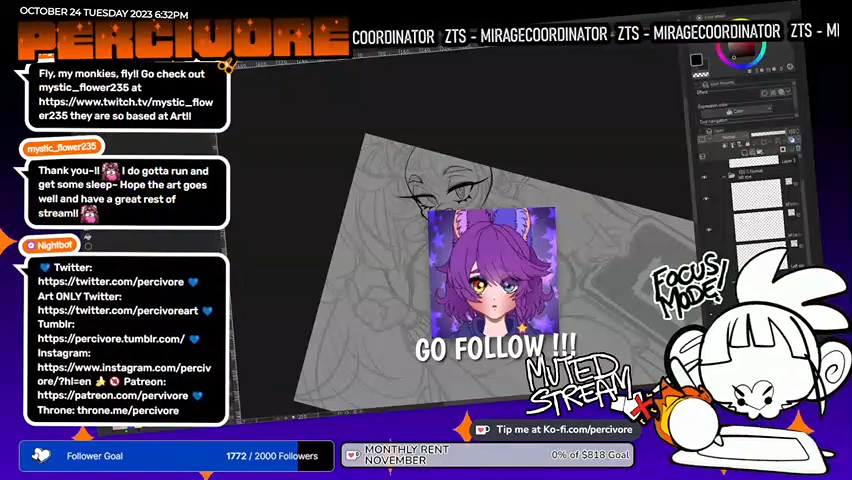 OCTOBER 24 TUESDAY 2023 6:32PM
PERCIVORE
COORDINATOR ZTS - MIRAGECOORDINATOR ZTS - MIRAGECOORDINATOR ZTS - M
Fly, my monkies, fly!! Go check out
mystic_flower235 at
https://www.twitch.tv/mystic_flow
er235 they are so based at Art!!
mystic_flower235
Thank you~!! I do gotta run and
get some sleep~ Hope the art goes
well and have a great rest of
stream!!
Nightbot
Twitter:
https://twitter.com/percivore
Art ONLY Twitter:
https://twitter.com/percivoreart
Tumblr:
https://percivore.tumblr.com/
Instagram:
https://www.instagram.com/perciv
ore/?hl=en Patreon:
https://patreon.com/pervivore
Throne: throne.me/percivore
GO FOLLOW !!!
FOCUS
MODE!
MUTED
STREAM
Tip me at Ko-fi.com/percivore
Follower Goal 1772 / 2000 Followers
MONTHLY RENT
NOVEMBER
0% of $818 Goal